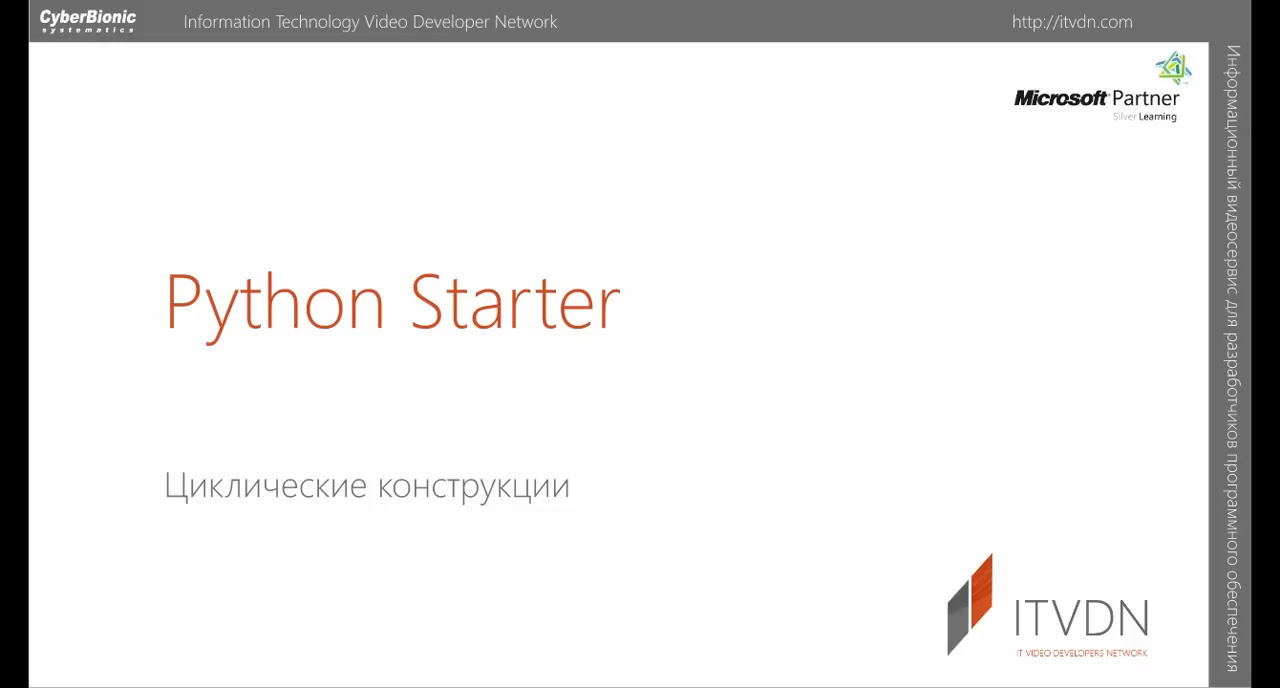 CyberBionic
systematics
Information Technology Video Developer Network
http://itvdn.com
Microsoft Partner
Silver Learning
Информационный видеосервис для разработчиков программного обеспечения
Python Starter
Циклические конструкции
ITVDN
IT VIDEO DEVELOPERS NETWORK